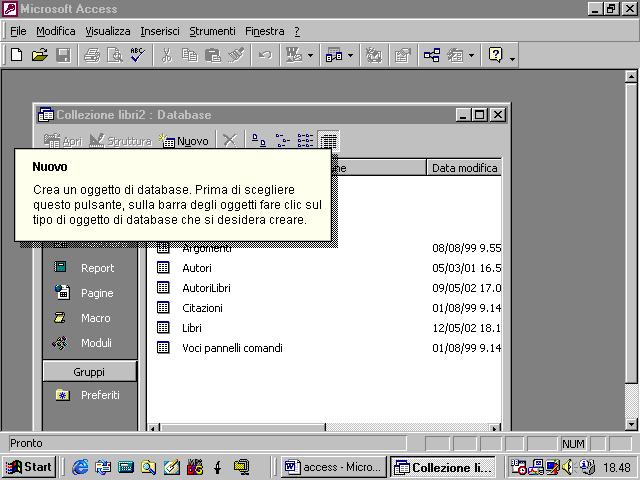 Microsoft Access
File Modifica Visualizza Inserisci Strumenti Finestra ?
Collezione libri2 : Database
Apri Struttura Nuovo
Data modifica
Nuovo
Crea un oggetto di database. Prima di scegliere
questo pulsante, sulla barra degli oggetti fare clic sul
tipo di oggetto di database che si desidera creare.
Argomenti 08/08/99 9.55
Report Autori 05/03/01 16.5
Pagine AutoriLibri 09/05/02 17.0
Macro Citazioni 01/08/99 9.14
Moduli Libri 12/05/02 18.1
Voci pannelli comandi 01/08/99 9.14
Gruppi
Preferiti
Pronto NUM
Start access - Micro... Collezione li... 18.48